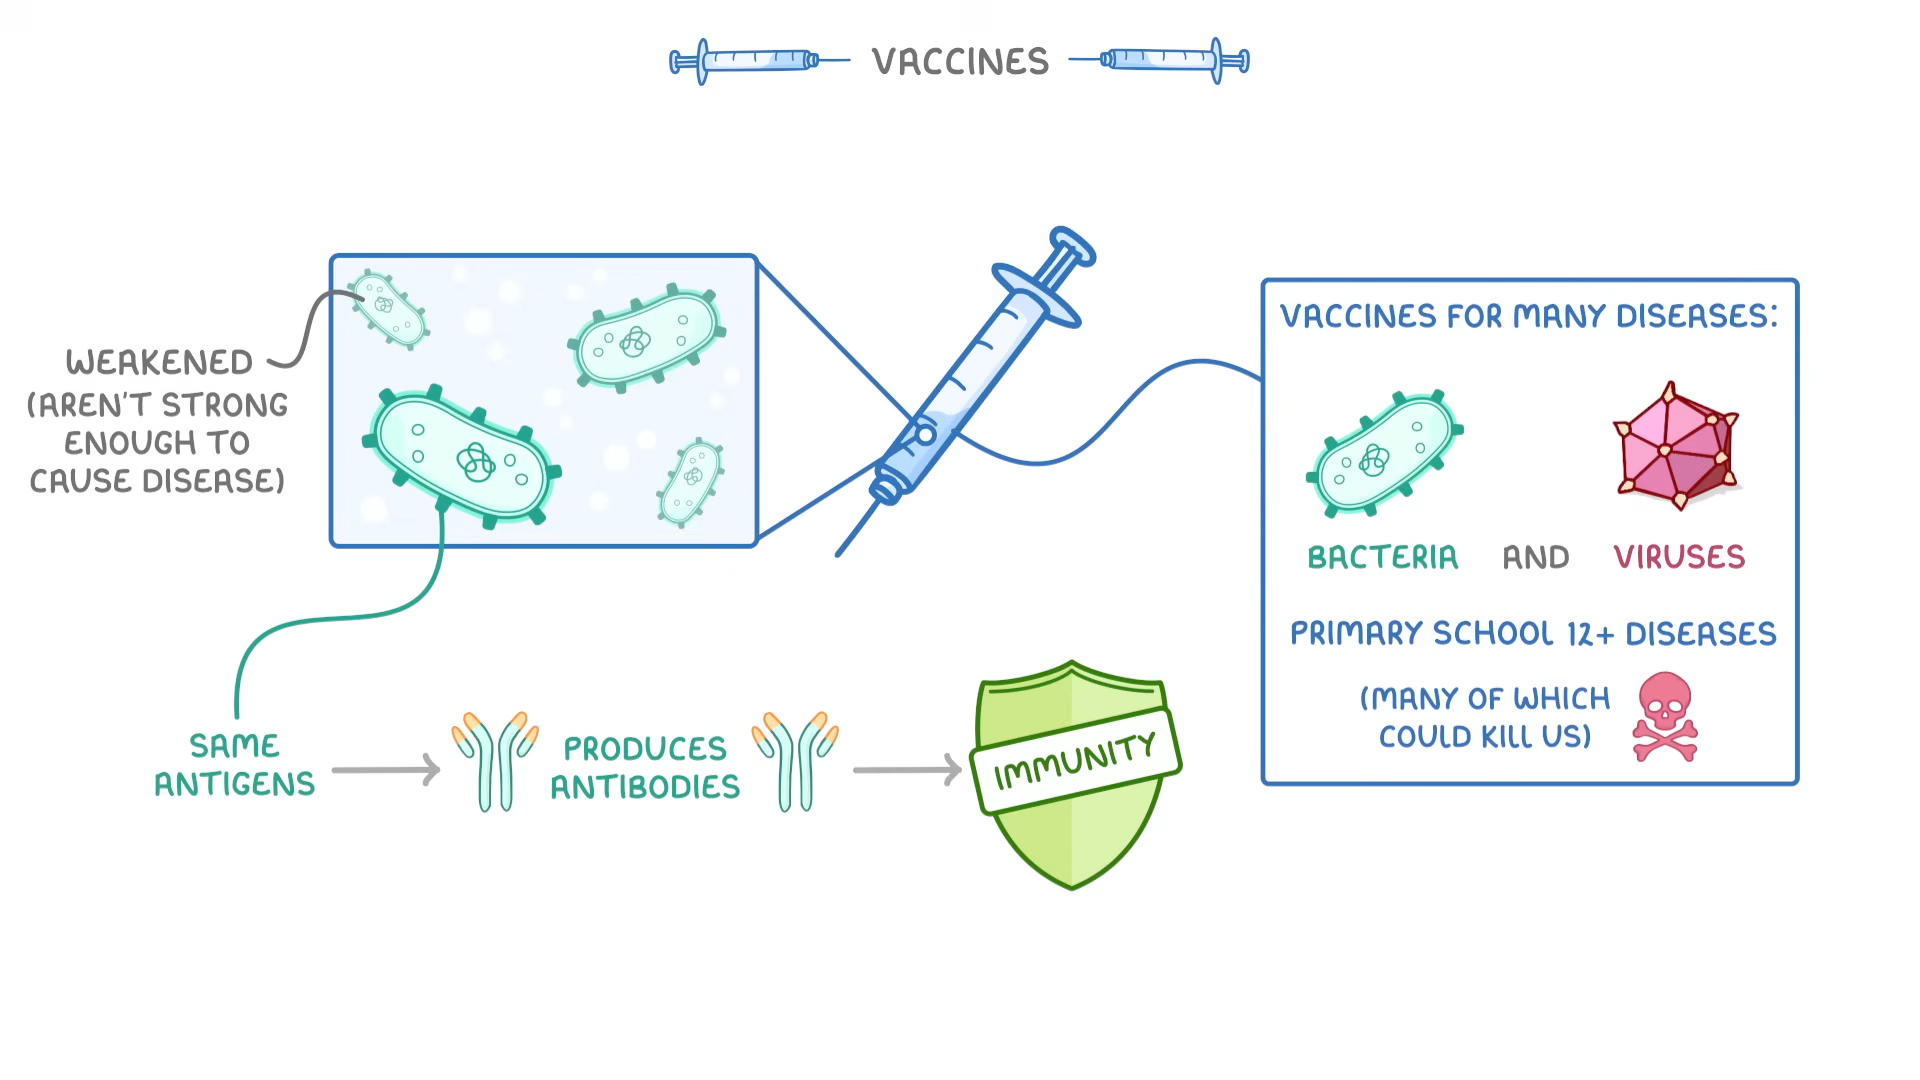 VACCINES
WEAKENED
(AREN'T STRONG
ENOUGH TO
CAUSE DISEASE)
SAME
ANTIGENS
PRODUCES
ANTIBODIES
IMMUNITY
VACCINES FOR MANY DISEASES:
BACTERIA AND VIRUSES
PRIMARY SCHOOL 12+ DISEASES
(MANY OF WHICH
COULD KILL US)